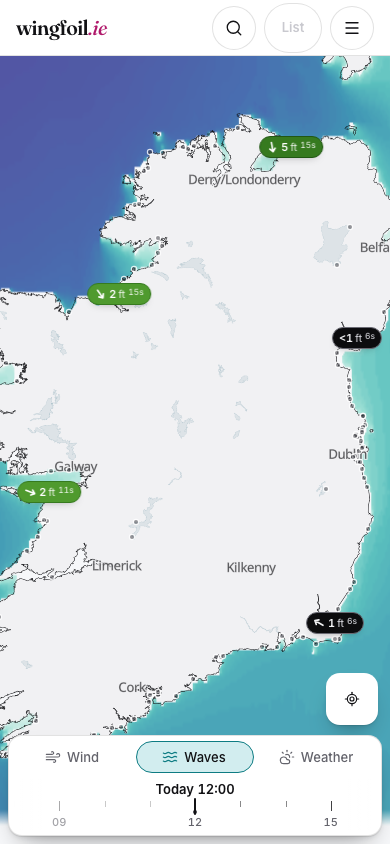 wingfoil.ie
List
5 ft 15s
Derry/Londonderry
Belfa
2 ft 15s
<1 ft 6s
Dublin
Galway
2 ft 11s
Limerick
Kilkenny
1 ft 6s
Cork
Wind
Waves
Weather
Today 12:00
09
12
15